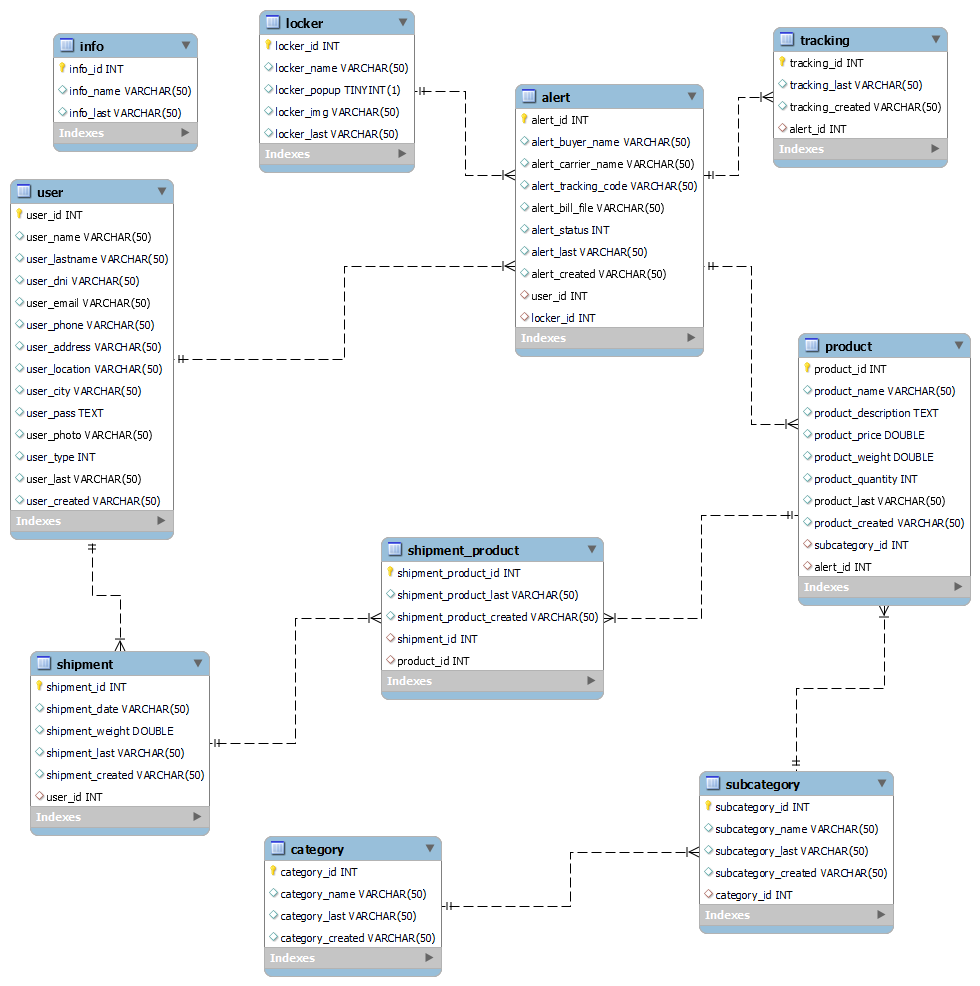 info
info_id INT
info_name VARCHAR(50)
info_last VARCHAR(50)
Indexes
locker
locker_id INT
locker_name VARCHAR(50)
locker_popup TINYINT(1)
locker_img VARCHAR(50)
locker_last VARCHAR(50)
Indexes
alert
alert_id INT
alert_buyer_name VARCHAR(50)
alert_carrier_name VARCHAR(50)
alert_tracking_code VARCHAR(50)
alert_bill_file VARCHAR(50)
alert_status INT
alert_last VARCHAR(50)
alert_created VARCHAR(50)
user_id INT
locker_id INT
Indexes
tracking
tracking_id INT
tracking_last VARCHAR(50)
tracking_created VARCHAR(50)
alert_id INT
Indexes
user
user_id INT
user_name VARCHAR(50)
user_lastname VARCHAR(50)
user_dni VARCHAR(50)
user_email VARCHAR(50)
user_phone VARCHAR(50)
user_address VARCHAR(50)
user_location VARCHAR(50)
user_city VARCHAR(50)
user_pass TEXT
user_photo VARCHAR(50)
user_type INT
user_last VARCHAR(50)
user_created VARCHAR(50)
Indexes
product
product_id INT
product_name VARCHAR(50)
product_description TEXT
product_price DOUBLE
product_weight DOUBLE
product_quantity INT
product_last VARCHAR(50)
product_created VARCHAR(50)
subcategory_id INT
alert_id INT
Indexes
shipment_product
shipment_product_id INT
shipment_product_last VARCHAR(50)
shipment_product_created VARCHAR(50)
shipment_id INT
product_id INT
Indexes
shipment
shipment_id INT
shipment_date VARCHAR(50)
shipment_weight DOUBLE
shipment_last VARCHAR(50)
shipment_created VARCHAR(50)
user_id INT
Indexes
subcategory
subcategory_id INT
subcategory_name VARCHAR(50)
subcategory_last VARCHAR(50)
subcategory_created VARCHAR(50)
category_id INT
Indexes
category
category_id INT
category_name VARCHAR(50)
category_last VARCHAR(50)
category_created VARCHAR(50)
Indexes